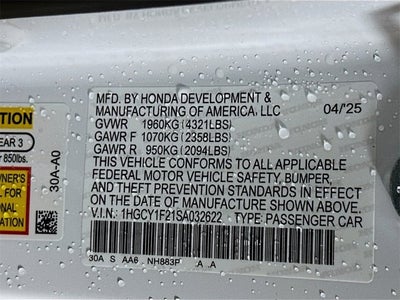 MFD. BY HONDA DEVELOPMENT &
MANUFACTURING OF AMERICA, LLC 04/'25
GVWR 1960KG(4321LBS)
GAWR F 1070KG(2358LBS)
GAWR R 950KG(2094LBS)
THIS VEHICLE CONFORMS TO ALL APPLICABLE
FEDERAL MOTOR VEHICLE SAFETY, BUMPER,
AND THEFT PREVENTION STANDARDS IN EFFECT
ON THE DATE OF MANUFACTURE SHOWN ABOVE.
V.I.N.: 1HGCY1F21SA032622 - TYPE: PASSENGER CAR
30A S AA6 NH883P A A
30A-A0
EAR 3
850lbs.